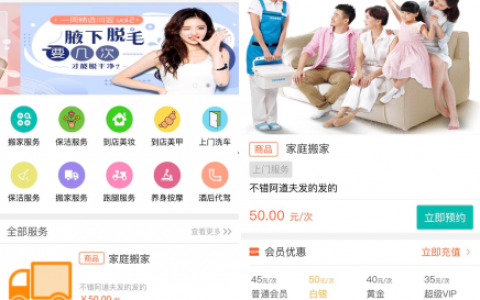 一周精选问答 vol2
腋下脱毛
要几次
才能脱干净?
搬家服务
保洁服务
到店美妆
到店美甲
上门洗车
保洁服务
搬家服务
跑腿服务
养身按摩
酒后代驾
全部服务
查看更多
商品 家庭搬家
不错阿道夫发的发的
¥50.00 元/次
商品 家庭搬家
上门服务
不错阿道夫发的发的
50.00 元/次
立即预约
会员优惠
立即充值
45元/次
50元/次
40元/次
35元/次
普通会员
白银
黄金
超级VIP